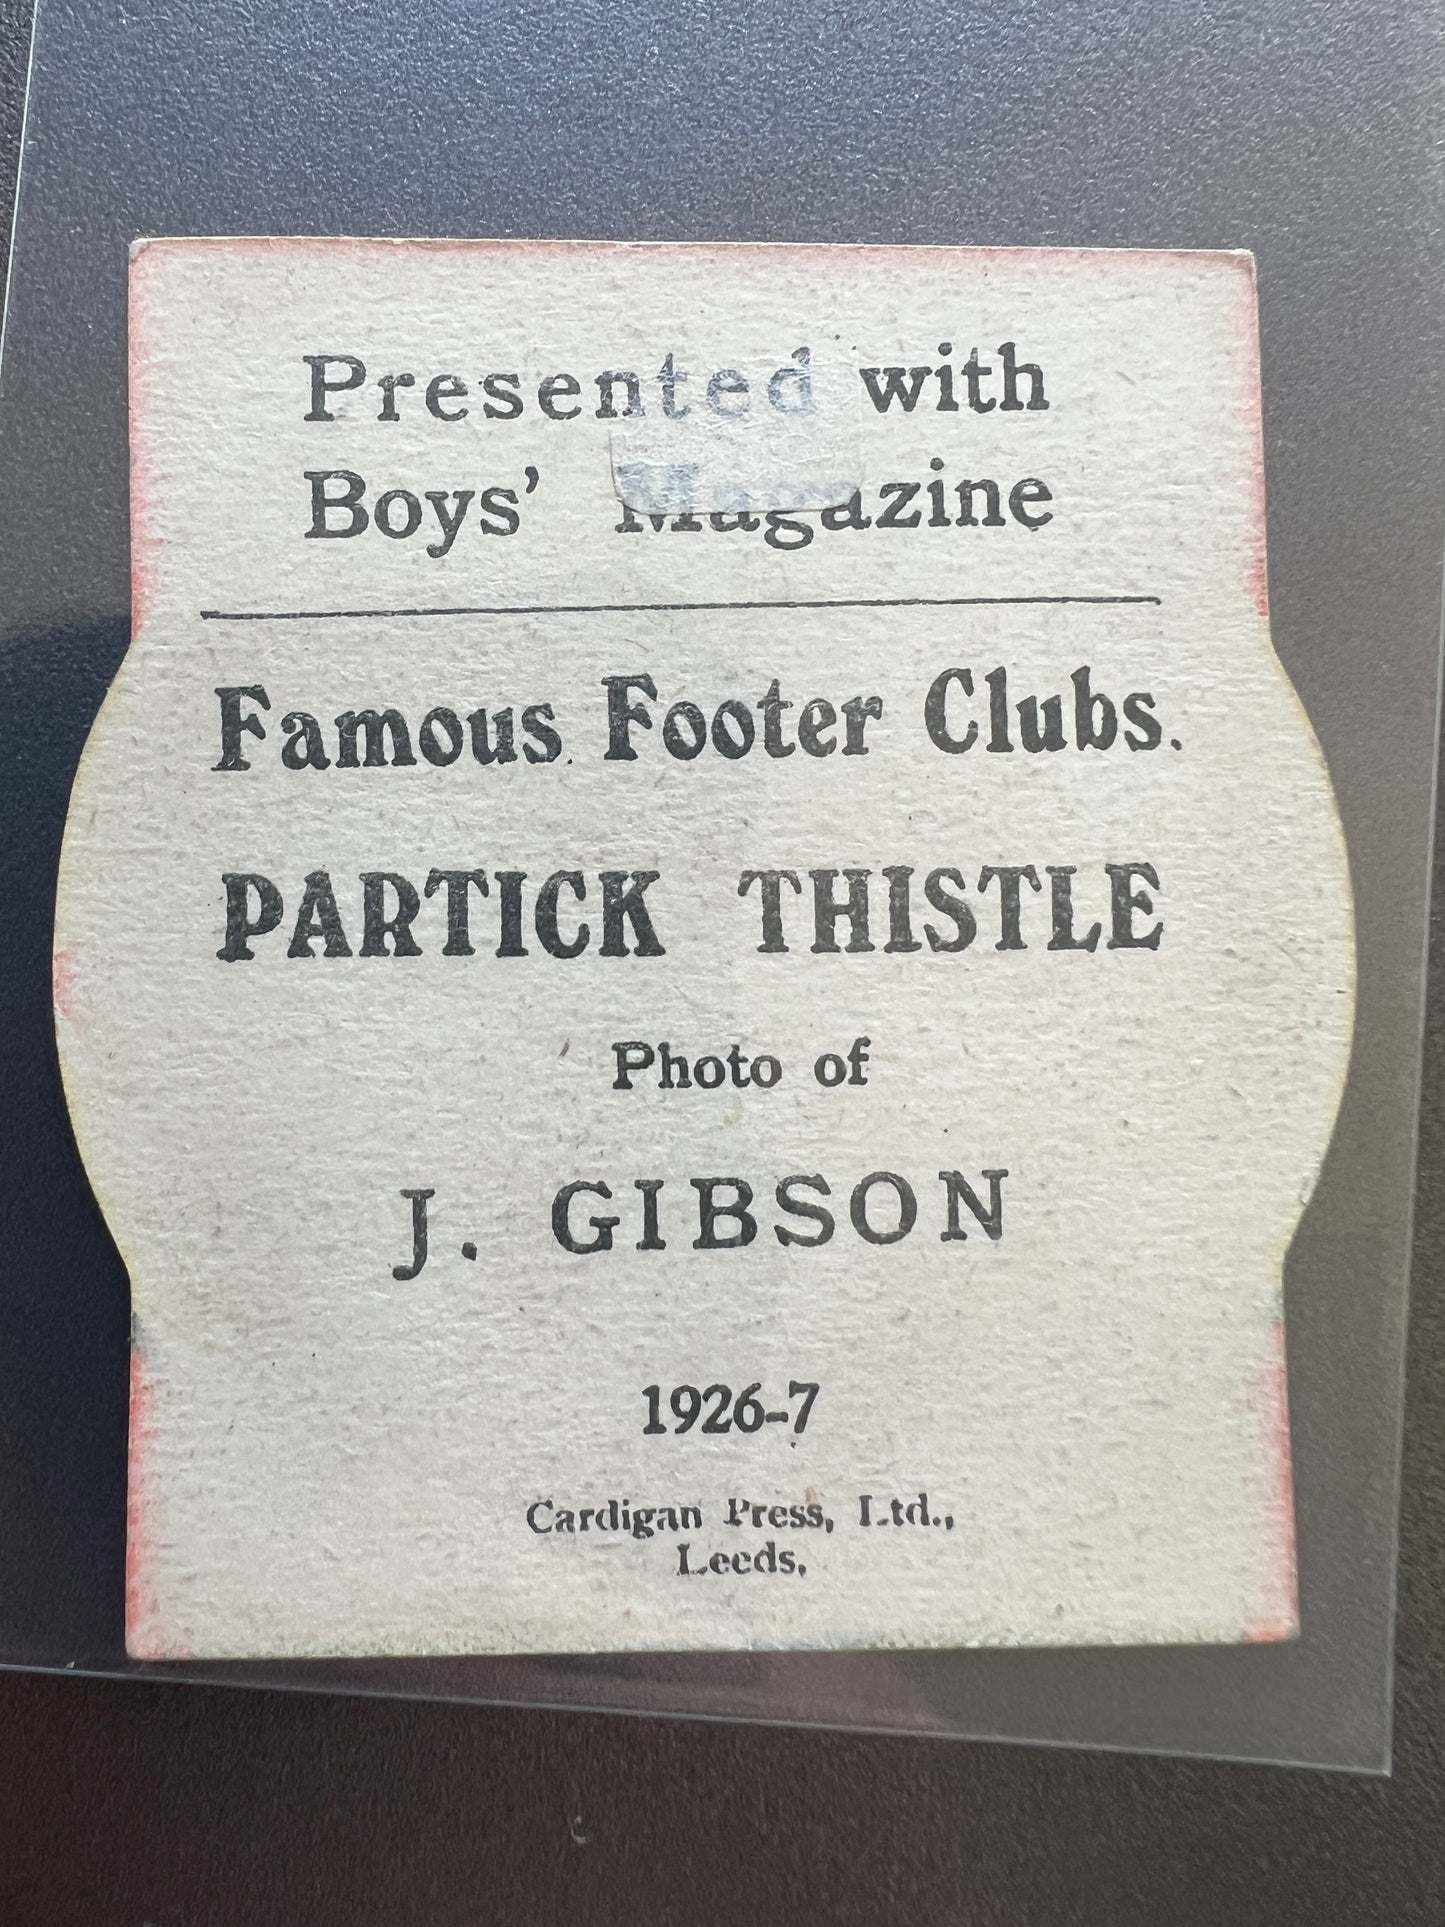 Presented with
Boys' Magazine
Famous Footer Clubs.
PARTICK THISTLE
Photo of
J. GIBSON
1926-7
Cardigan Press, Ltd.,
Leeds.